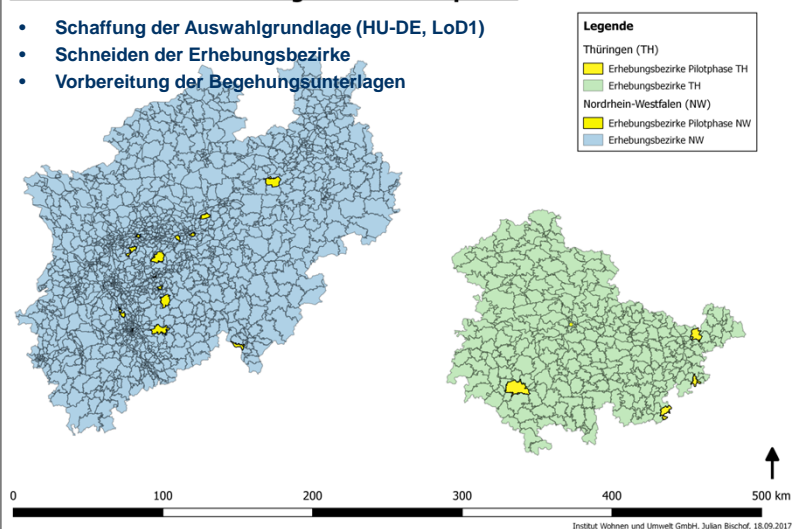 • Schaffung der Auswahlgrundlage (HU-DE, LoD1)
• Schneiden der Erhebungsbezirke
• Vorbereitung der Begehungsunterlagen
Legende
Thüringen (TH)
Erhebungsbezirke Pilotphase TH
Erhebungsbezirke TH
Nordrhein-Westfalen (NW)
Erhebungsbezirke Pilotphase NW
Erhebungsbezirke NW
0 100 200 300 400 500 km
Institut Wohnen und Umwelt GmbH, Julian Bischof, 18.09.2017